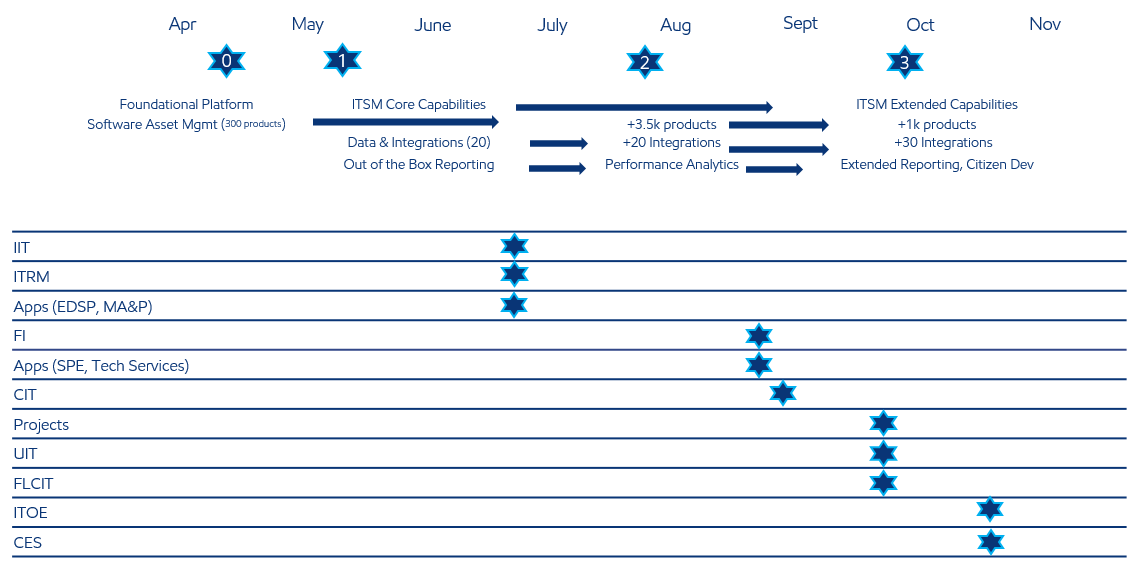 Apr May June July Aug Sept Oct Nov
0 1 2 3
Foundational Platform ITSM Core Capabilities ITSM Extended Capabilities
Software Asset Mgmt (300 products) +3.5k products +1k products
Data & Integrations (20) +20 Integrations +30 Integrations
Out of the Box Reporting Performance Analytics Extended Reporting, Citizen Dev
IIT
ITRM
Apps (EDSP, MA&P)
FI
Apps (SPE, Tech Services)
CIT
Projects
UIT
FLCIT
ITOE
CES